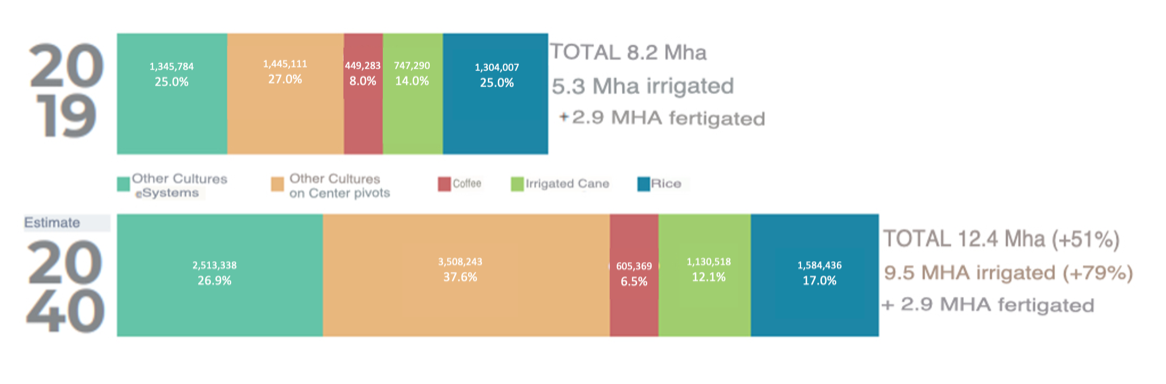 20
19
1,345,784
25.0%
1,445,111
27.0%
449,283
8.0%
747,290
14.0%
1,304,007
25.0%
TOTAL 8.2 Mha
5.3 Mha irrigated
+2.9 MHA fertigated
Other Cultures
eSystems
Other Cultures
on Center pivots
Coffee
Irrigated Cane
Rice
Estimate
20
40
2,513,338
26.9%
3,508,243
37.6%
605,369
6.5%
1,130,518
12.1%
1,584,436
17.0%
TOTAL 12.4 Mha (+51%)
9.5 MHA irrigated (+79%)
+ 2.9 MHA fertigated